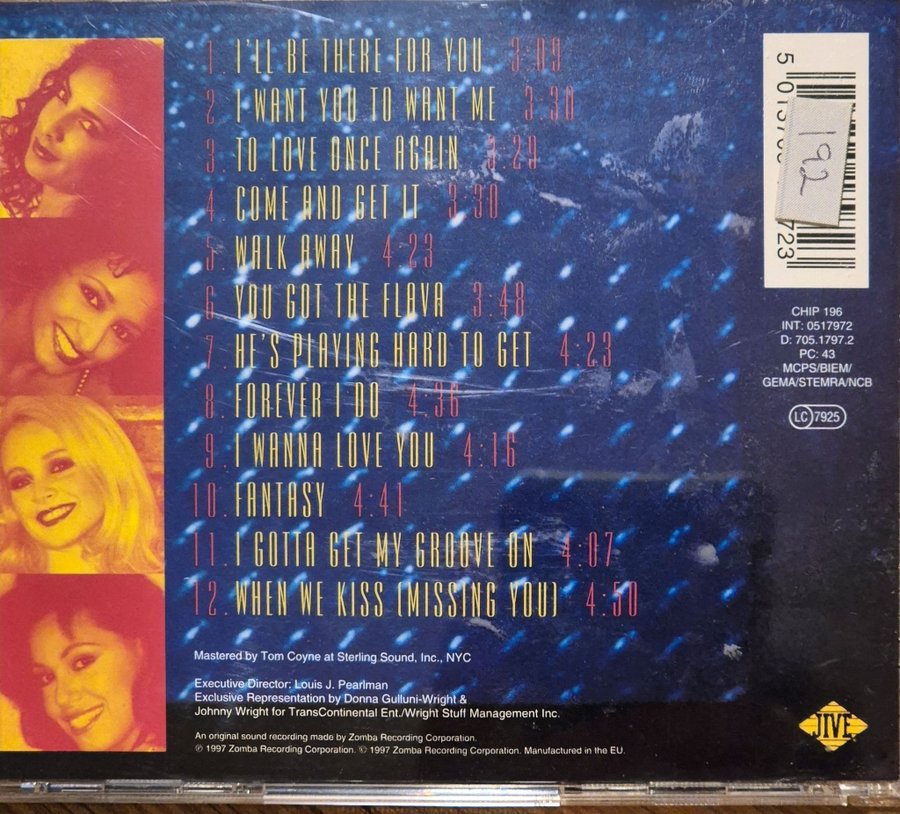 1. I'LL BE THERE FOR YOU 3:09
2 I WANT YOU TO WANT ME 3:30
3. TO LOVE ONCE AGAIN 3:29
4. COME AND GET IT 3:30
5. WALK AWAY 4:23
6. YOU GOT THE FLAVA 3:48
7. HE'S PLAYING HARD TO GET 4:23
8. FOREVER I DO 4:36
9. I WANNA LOVE YOU 4:16
10. FANTASY 4:41
11. I GOTTA GET MY GROOVE ON 4:07
12. WHEN WE KISS (MISSING YOU) 4:50
Mastered by Tom Coyne at Sterling Sound, Inc., NYC
Executive Director: Louis J. Pearlman
Exclusive Representation by Donna Gulluni-Wright &
Johnny Wright for TransContinental Ent./Wright Stuff Management Inc.
An original sound recording made by Zomba Recording Corporation.
℗ 1997 Zomba Recording Corporation. © 1997 Zomba Recording Corporation. Manufactured in the EU.
192
723
CHIP 196
INT: 0517972
D: 705.1797.2
PC: 43
MCPS/BIEM/
GEMA/STEMRA/NCB
LC 7925
JIVE